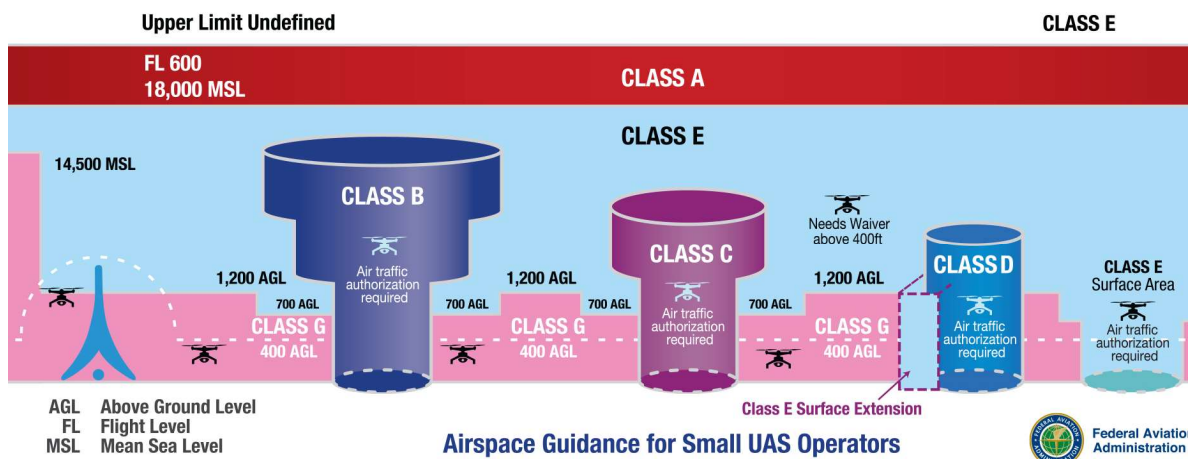 Upper Limit Undefined
CLASS E
FL 600
18,000 MSL
CLASS A
CLASS E
14,500 MSL
CLASS B
Air traffic
authorization
required
CLASS C
Air traffic
authorization
required
Needs Waiver
above 400ft
CLASS D
Air traffic
authorization
required
CLASS E
Surface Area
Air traffic
authorization
required
1,200 AGL
700 AGL
CLASS G
400 AGL
700 AGL
1,200 AGL
CLASS G
400 AGL
700 AGL
700 AGL
1,200 AGL
CLASS G
400 AGL
Class E Surface Extension
AGL Above Ground Level
FL Flight Level
MSL Mean Sea Level
Airspace Guidance for Small UAS Operators
Federal Aviation
Administration